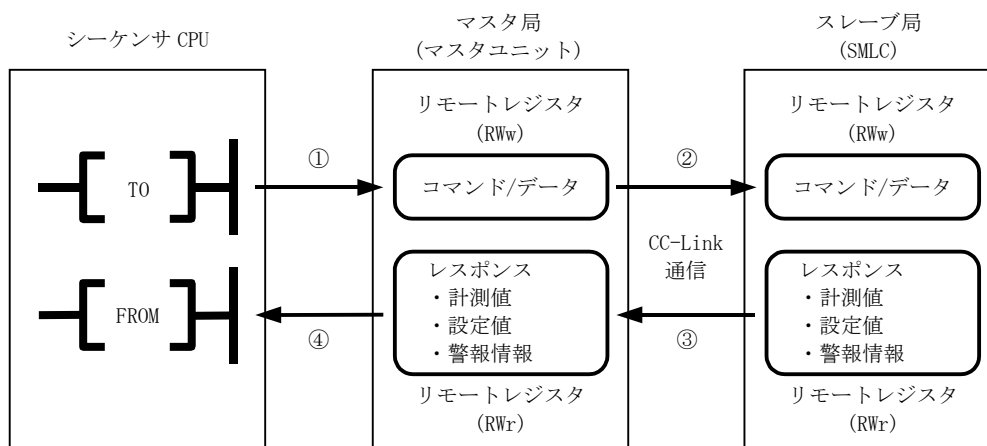 シーケンサ CPU
マスタ局
(マスタユニット)
スレーブ局
(SMLC)
リモートレジスタ
(RWw)
リモートレジスタ
(RWw)
TO
①
コマンド/データ
②
コマンド/データ
CC-Link
通信
FROM
④
レスポンス
・計測値
・設定値
・警報情報
③
レスポンス
・計測値
・設定値
・警報情報
リモートレジスタ
(RWr)
リモートレジスタ
(RWr)